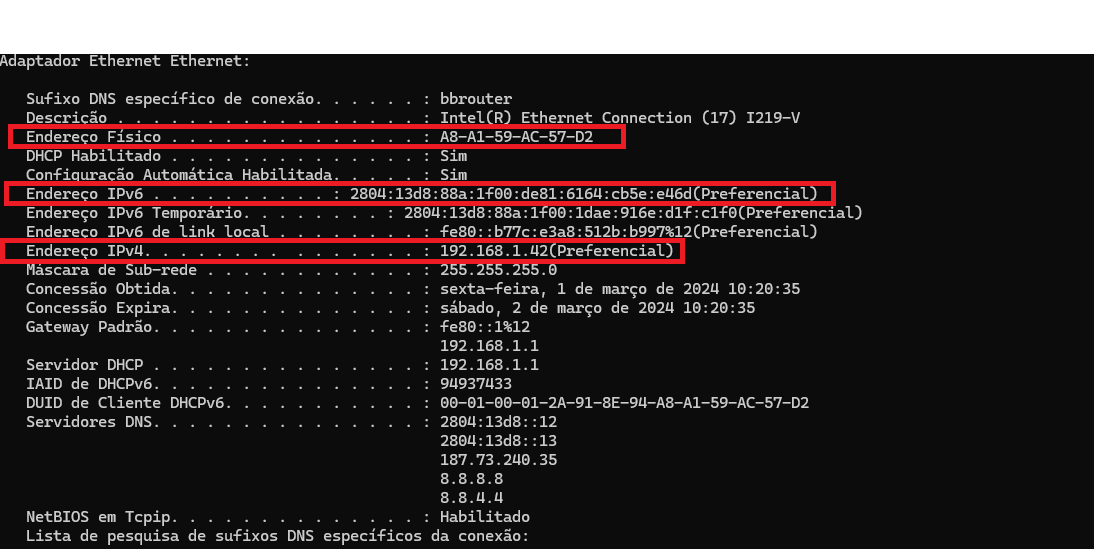 Adaptador Ethernet Ethernet:
Sufixo DNS específico de conexão. . . . . . : bbrouter
Descrição . . . . . . . . . . . . . . . . . . : Intel(R) Ethernet Connection (17) I219-V
Endereço Físico . . . . . . . . . . . . . . . : A8-A1-59-AC-57-D2
DHCP Habilitado . . . . . . . . . . . . . . . : Sim
Configuração Automática Habilitada. . . . . : Sim
Endereço IPv6 . . . . . . . . . . : 2804:13d8:88a:1f00:de81:6164:cb5e:e46d(Preferencial)
Endereço IPv6 Temporário. . . . . . . . : 2804:13d8:88a:1f00:1dae:916e:d1f:c1f0(Preferencial)
Endereço IPv6 de link local . . . . . . . . : fe80::b77c:e3a8:512b:b997%12(Preferencial)
Endereço IPv4. . . . . . . . . . . . . . . . : 192.168.1.42(Preferencial)
Máscara de Sub-rede . . . . . . . . . . . . . : 255.255.255.0
Concessão Obtida. . . . . . . . . . . . . . . : sexta-feira, 1 de março de 2024 10:20:35
Concessão Expira. . . . . . . . . . . . . . . : sábado, 2 de março de 2024 10:20:35
Gateway Padrão. . . . . . . . . . . . . . . . : fe80::1%12
192.168.1.1
Servidor DHCP . . . . . . . . . . . . . . . . : 192.168.1.1
IAID de DHCPv6. . . . . . . . . . . . . . . . : 94937433
DUID de Cliente DHCPv6. . . . . . . . . . . . : 00-01-00-01-2A-91-8E-94-A8-A1-59-AC-57-D2
Servidores DNS. . . . . . . . . . . . . . . . : 2804:13d8::12
2804:13d8::13
187.73.240.35
8.8.8.8
8.8.4.4
NetBIOS em Tcpip. . . . . . . . . . . . . . . : Habilitado
Lista de pesquisa de sufixos DNS específicos da conexão: